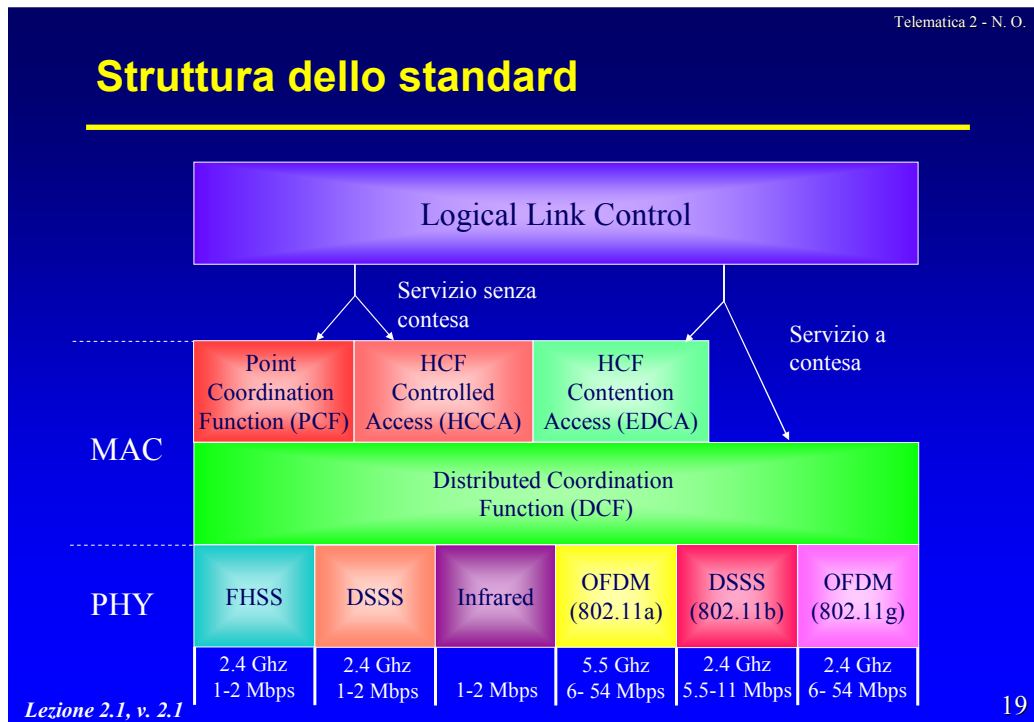 Telematica 2 - N. O.
Struttura dello standard
Logical Link Control
Servizio senza
contesa
Servizio a
contesa
MAC
Point
Coordination
Function (PCF)
HCF
Controlled
Access (HCCA)
HCF
Contention
Access (EDCA)
Distributed Coordination
Function (DCF)
PHY
FHSS
DSSS
Infrared
OFDM
(802.11a)
DSSS
(802.11b)
OFDM
(802.11g)
2.4 Ghz
1-2 Mbps
2.4 Ghz
1-2 Mbps
1-2 Mbps
5.5 Ghz
6- 54 Mbps
2.4 Ghz
5.5-11 Mbps
2.4 Ghz
6- 54 Mbps
Lezione 2.1, v. 2.1
19